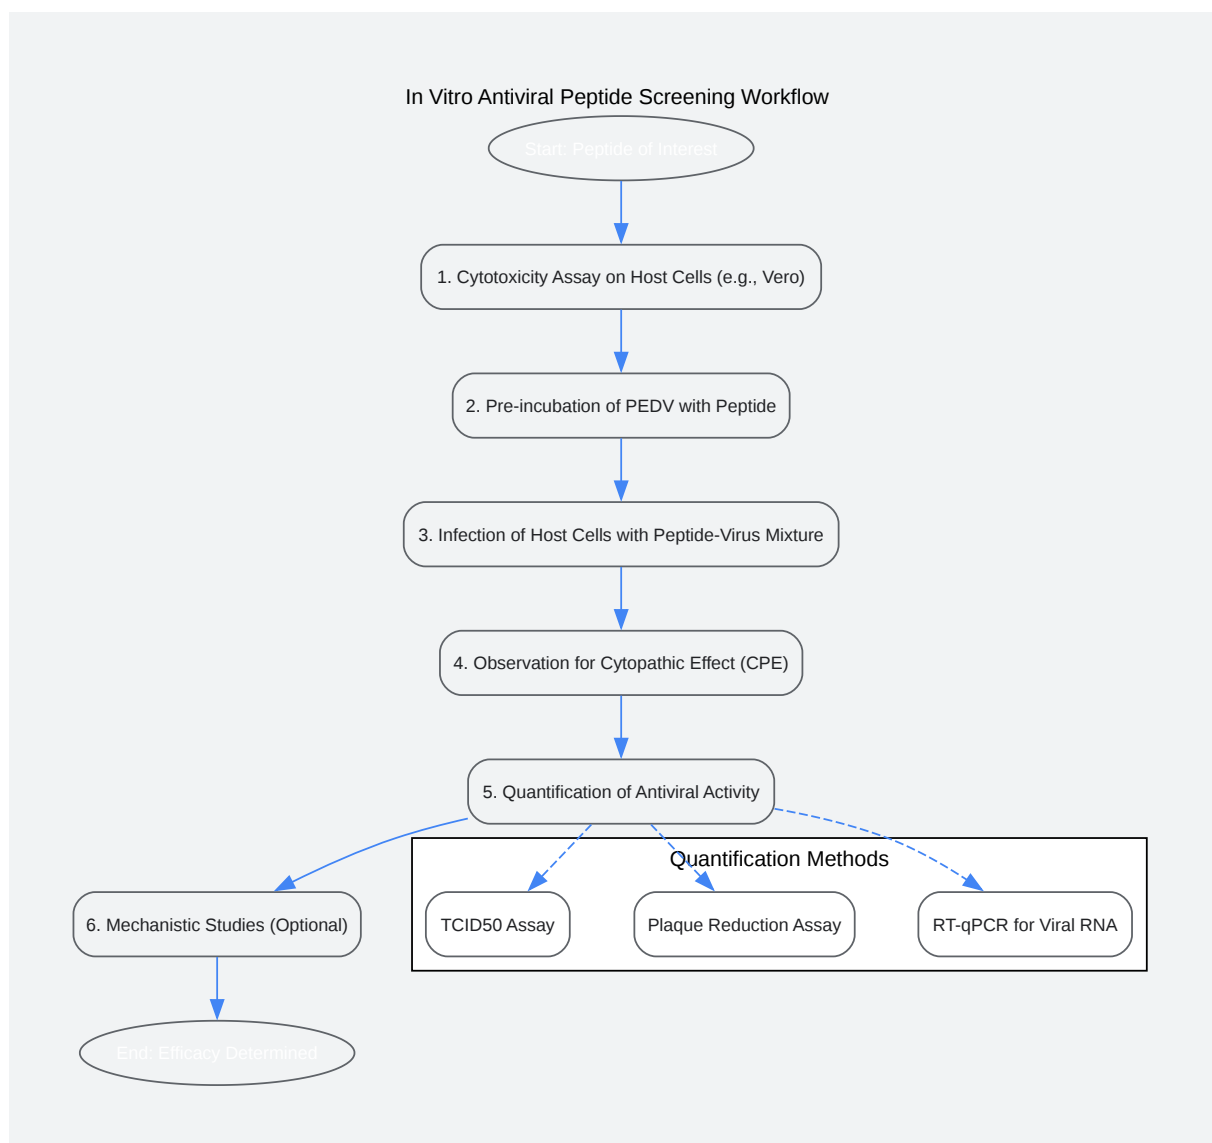 In Vitro Antiviral Peptide Screening Workflow
Start: Peptide of Interest
1. Cytotoxicity Assay on Host Cells (e.g., Vero)
2. Pre-incubation of PEDV with Peptide
3. Infection of Host Cells with Peptide-Virus Mixture
4. Observation for Cytopathic Effect (CPE)
5. Quantification of Antiviral Activity
Quantification Methods
6. Mechanistic Studies (Optional)
TCID50 Assay
Plaque Reduction Assay
RT-qPCR for Viral RNA
End: Efficacy Determined